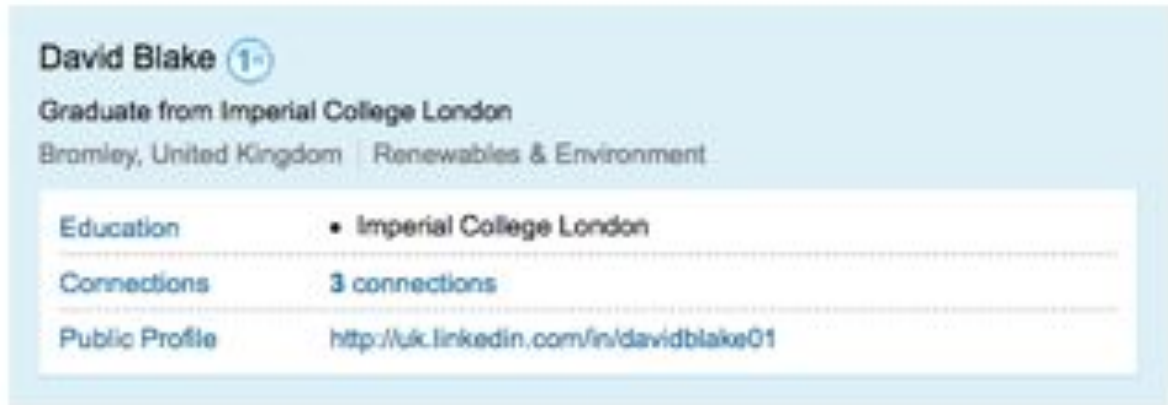 David Blake 1st
Graduate from Imperial College London
Bromley, United Kingdom | Renewables & Environment
Education • Imperial College London
Connections 3 connections
Public Profile http://uk.linkedin.com/in/davidblake01